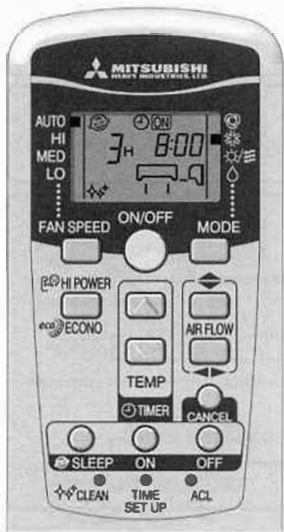 MITSUBISHI
HEAVY INDUSTRIES, LTD.
AUTO
HI
MED
LO
ON
3H 8:00
ON/OFF
FAN SPEED
MODE
HI POWER
eco ECONO
AIR FLOW
TEMP
TIMER
CANCEL
SLEEP ON OFF
CLEAN TIME SET UP ACL